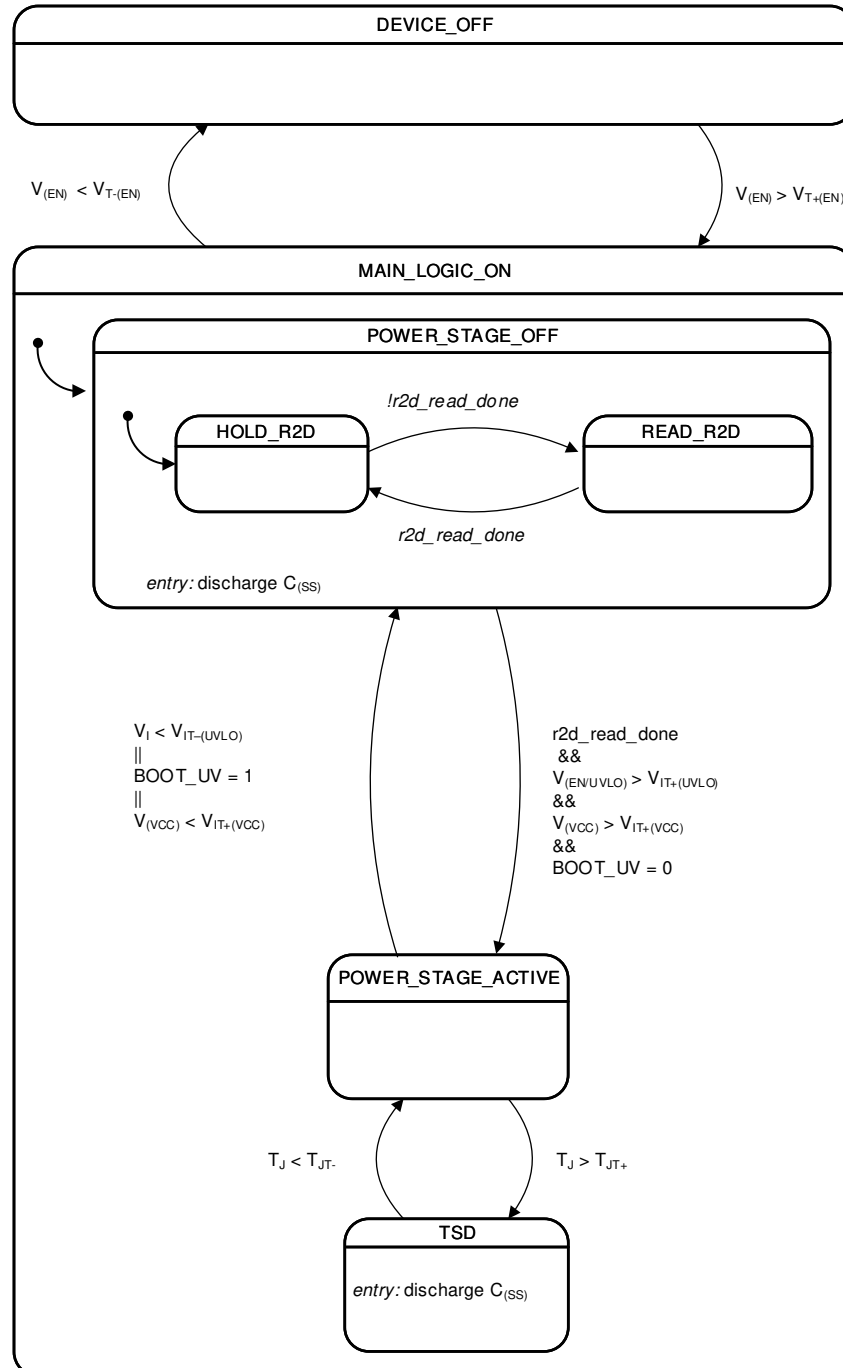 DEVICE_OFF
V(EN) < VT-(EN)
V(EN) > VT+(EN)
MAIN_LOGIC_ON
POWER_STAGE_OFF
!r2d_read_done
HOLD_R2D
READ_R2D
r2d_read_done
entry: discharge C(SS)
VI < VIT–(UVLO)
||
BOOT_UV = 1
||
V(VCC) < VIT+(VCC)
r2d_read_done
&&
V(EN/UVLO) > VIT+(UVLO)
&&
V(VCC) > VIT+(VCC)
&&
BOOT_UV = 0
POWER_STAGE_ACTIVE
TJ < TJT-
TJ > TJT+
TSD
entry: discharge C(SS)